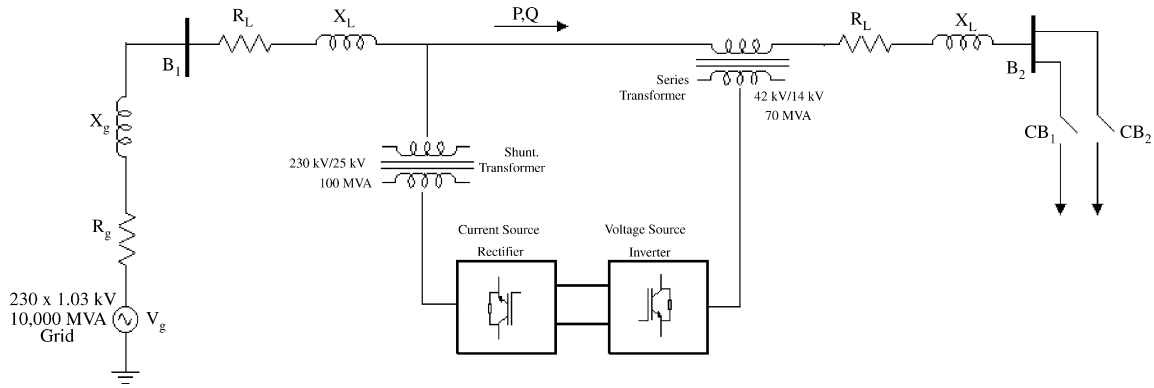 P,Q
R_L
X_L
B_1
R_L
X_L
B_2
Series
Transformer
42 kV/14 kV
70 MVA
X_g
CB_1
CB_2
230 kV/25 kV
100 MVA
Shunt.
Transformer
R_g
Current Source
Rectifier
Voltage Source
Inverter
230 x 1.03 kV
10,000 MVA
Grid
V_g